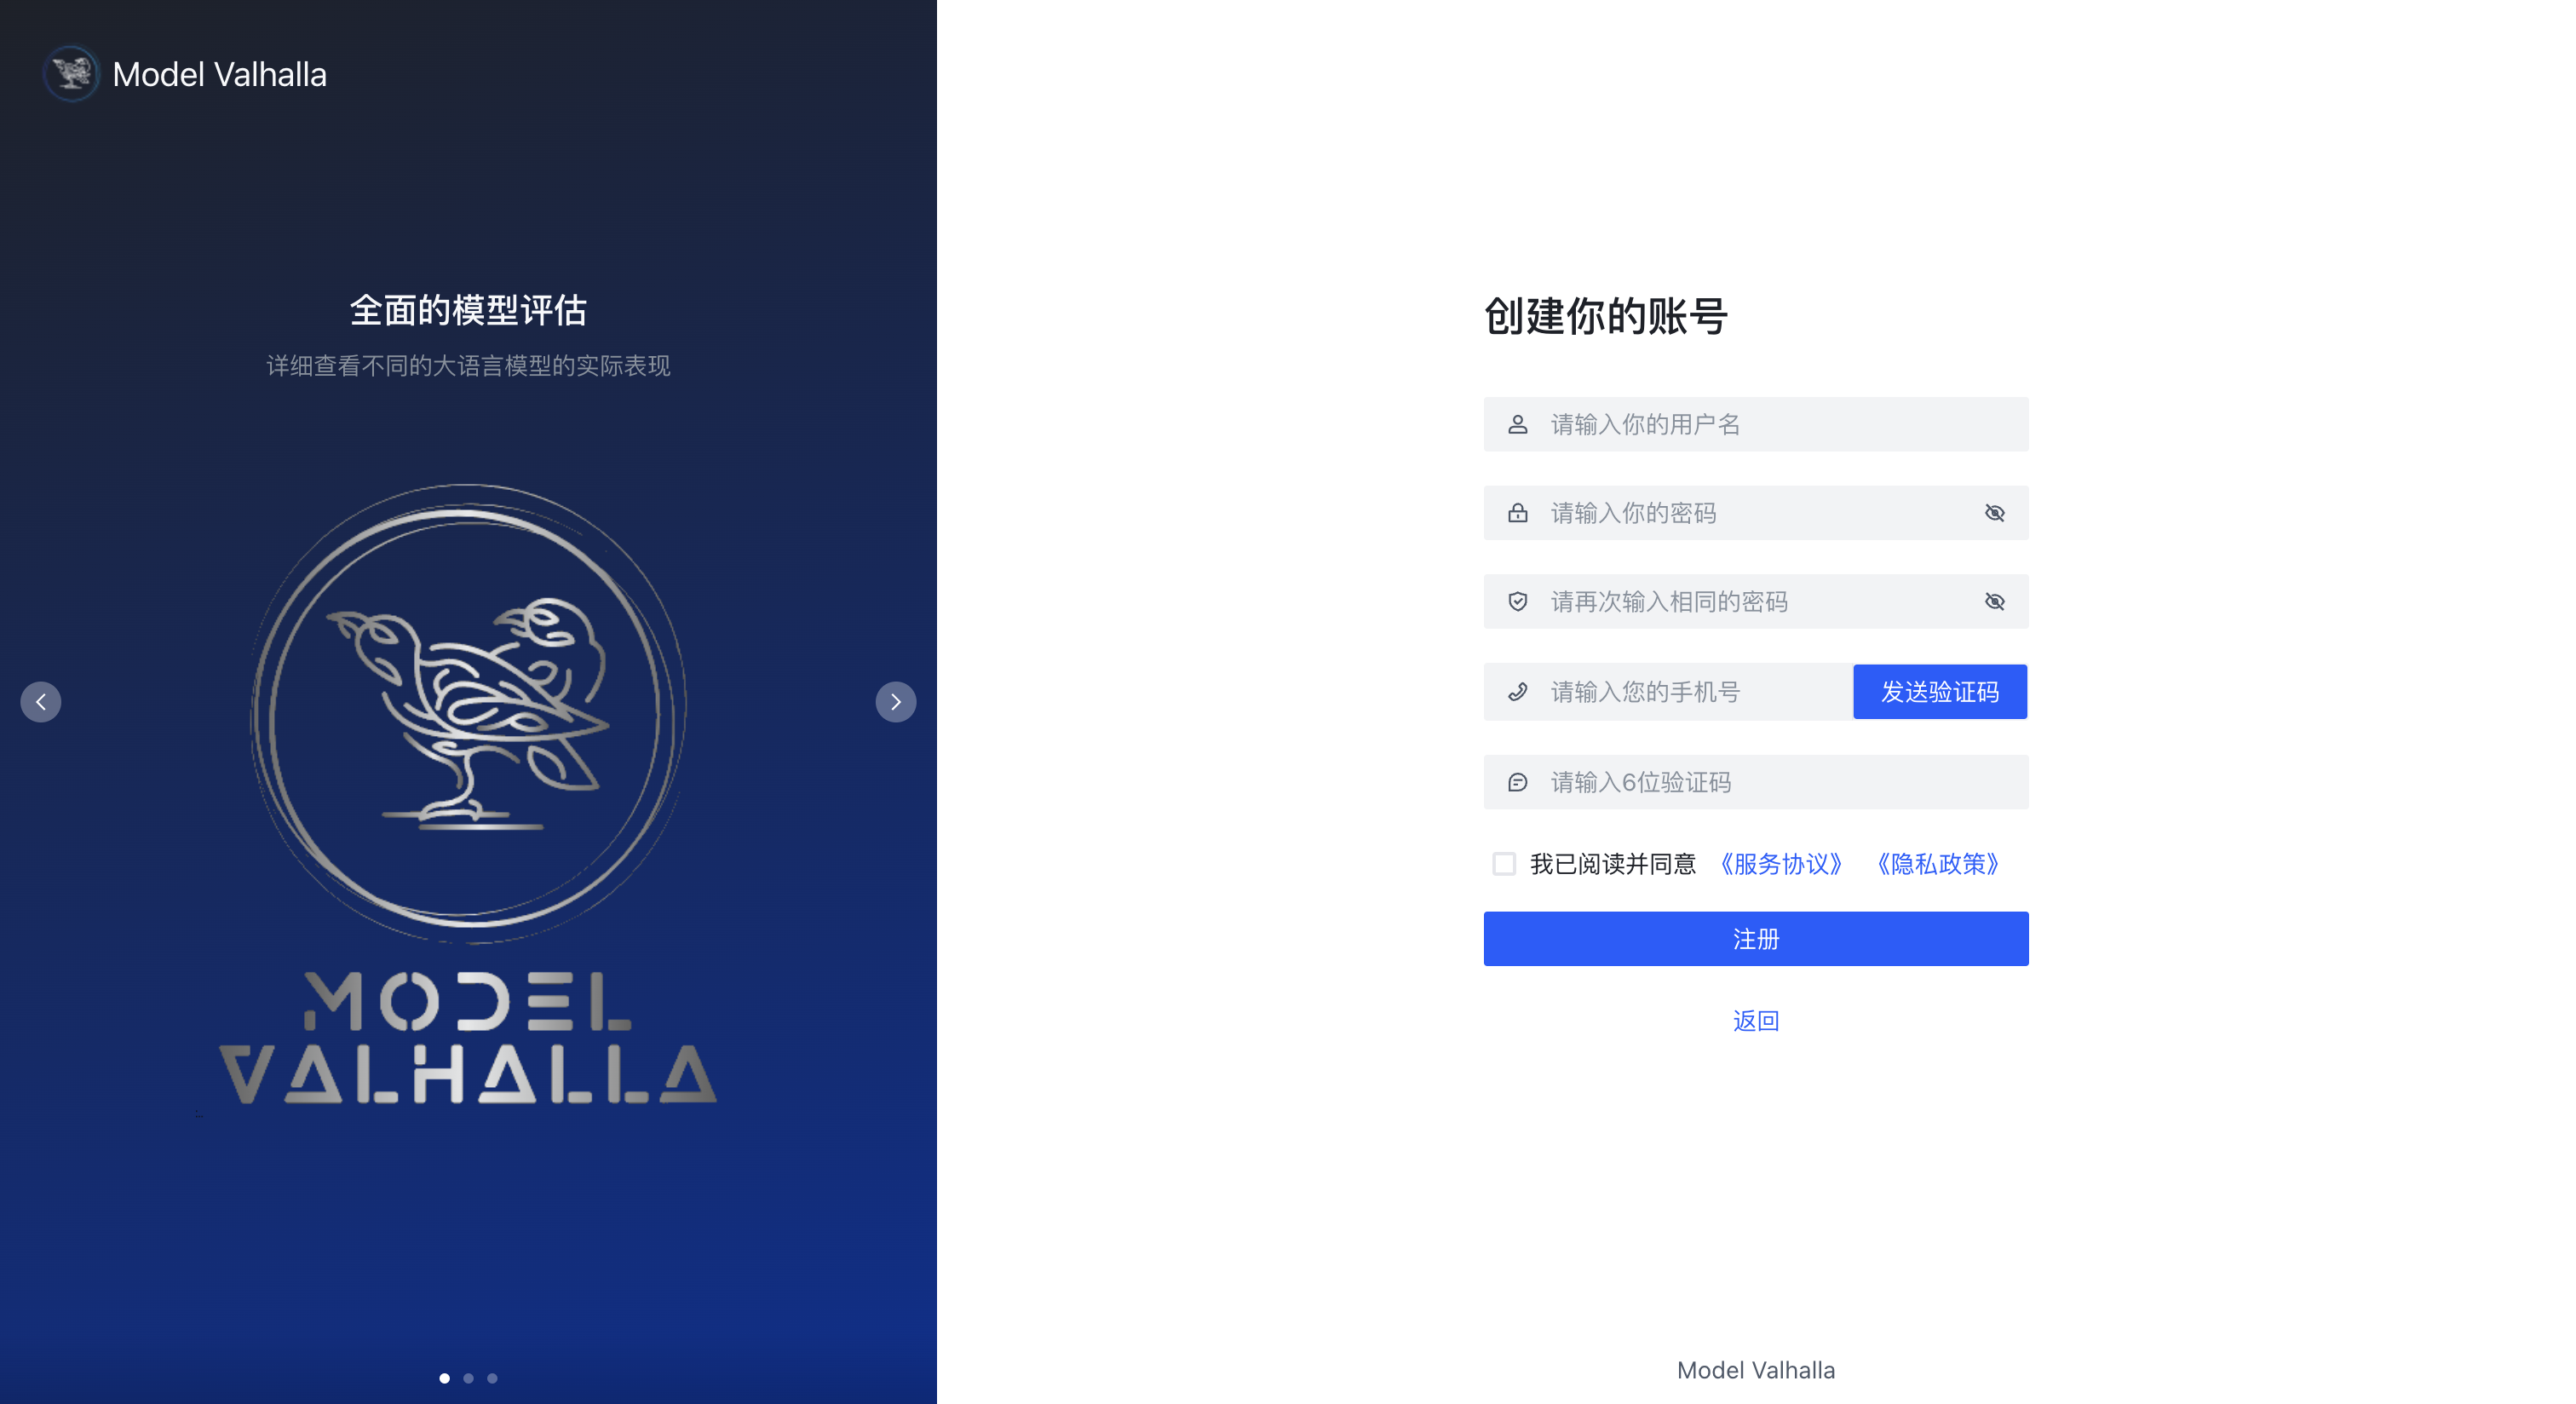 Model Valhalla
全面的模型评估
详细查看不同的大语言模型的实际表现
MODEL
VALHALLA
创建你的账号
请输入你的用户名
请输入你的密码
请再次输入相同的密码
请输入您的手机号 发送验证码
请输入6位验证码
我已阅读并同意 《服务协议》 《隐私政策》
注册
返回
Model Valhalla